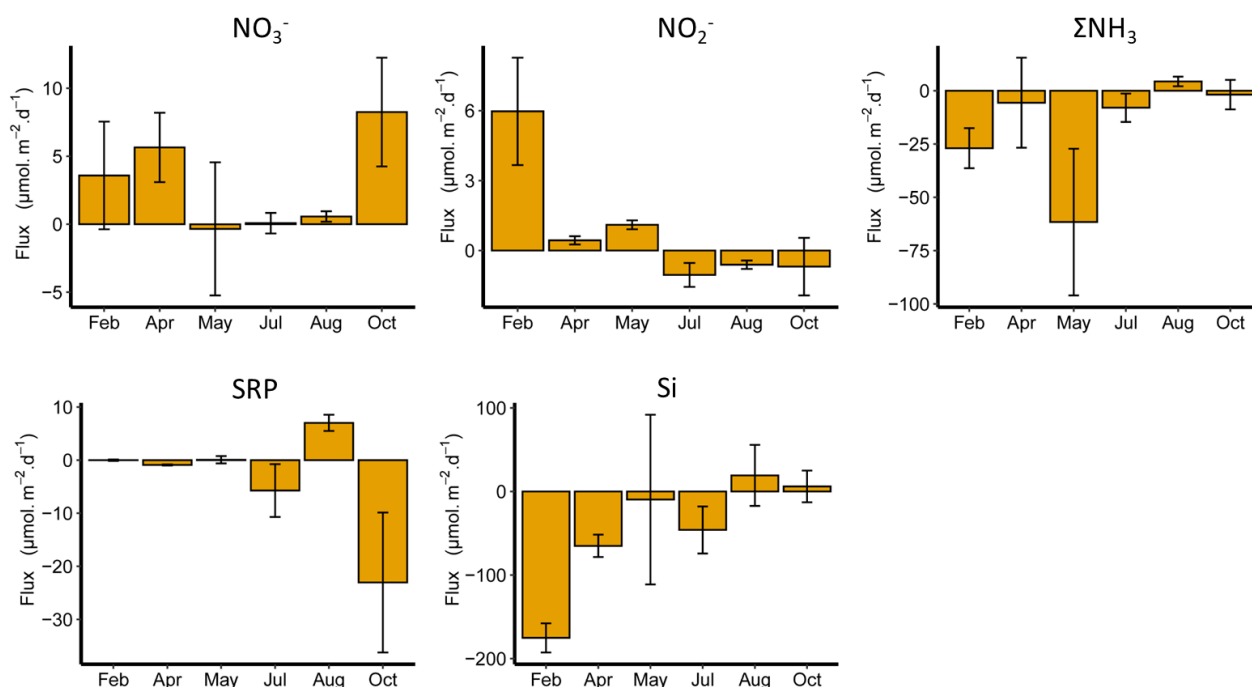 NO₃⁻
Flux (μmol. m⁻².d⁻¹)
10
5
0
−5
Feb Apr May Jul Aug Oct
NO₂⁻
Flux (μmol. m⁻².d⁻¹)
6
3
0
Feb Apr May Jul Aug Oct
ΣNH₃
Flux (μmol. m⁻².d⁻¹)
0
−25
−50
−75
−100
Feb Apr May Jul Aug Oct
SRP
Flux (μmol. m⁻².d⁻¹)
10
0
−10
−20
−30
Feb Apr May Jul Aug Oct
Si
Flux (μmol. m⁻².d⁻¹)
100
0
−100
−200
Feb Apr May Jul Aug Oct